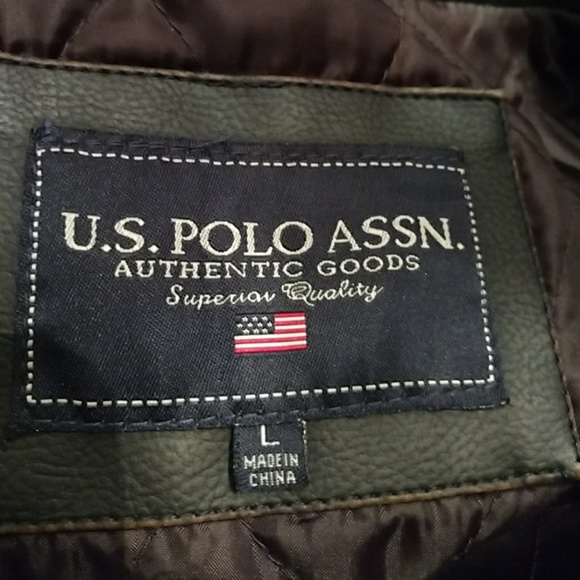 U.S. POLO ASSN.
AUTHENTIC GOODS
Superior Quality
L
MADE IN
CHINA